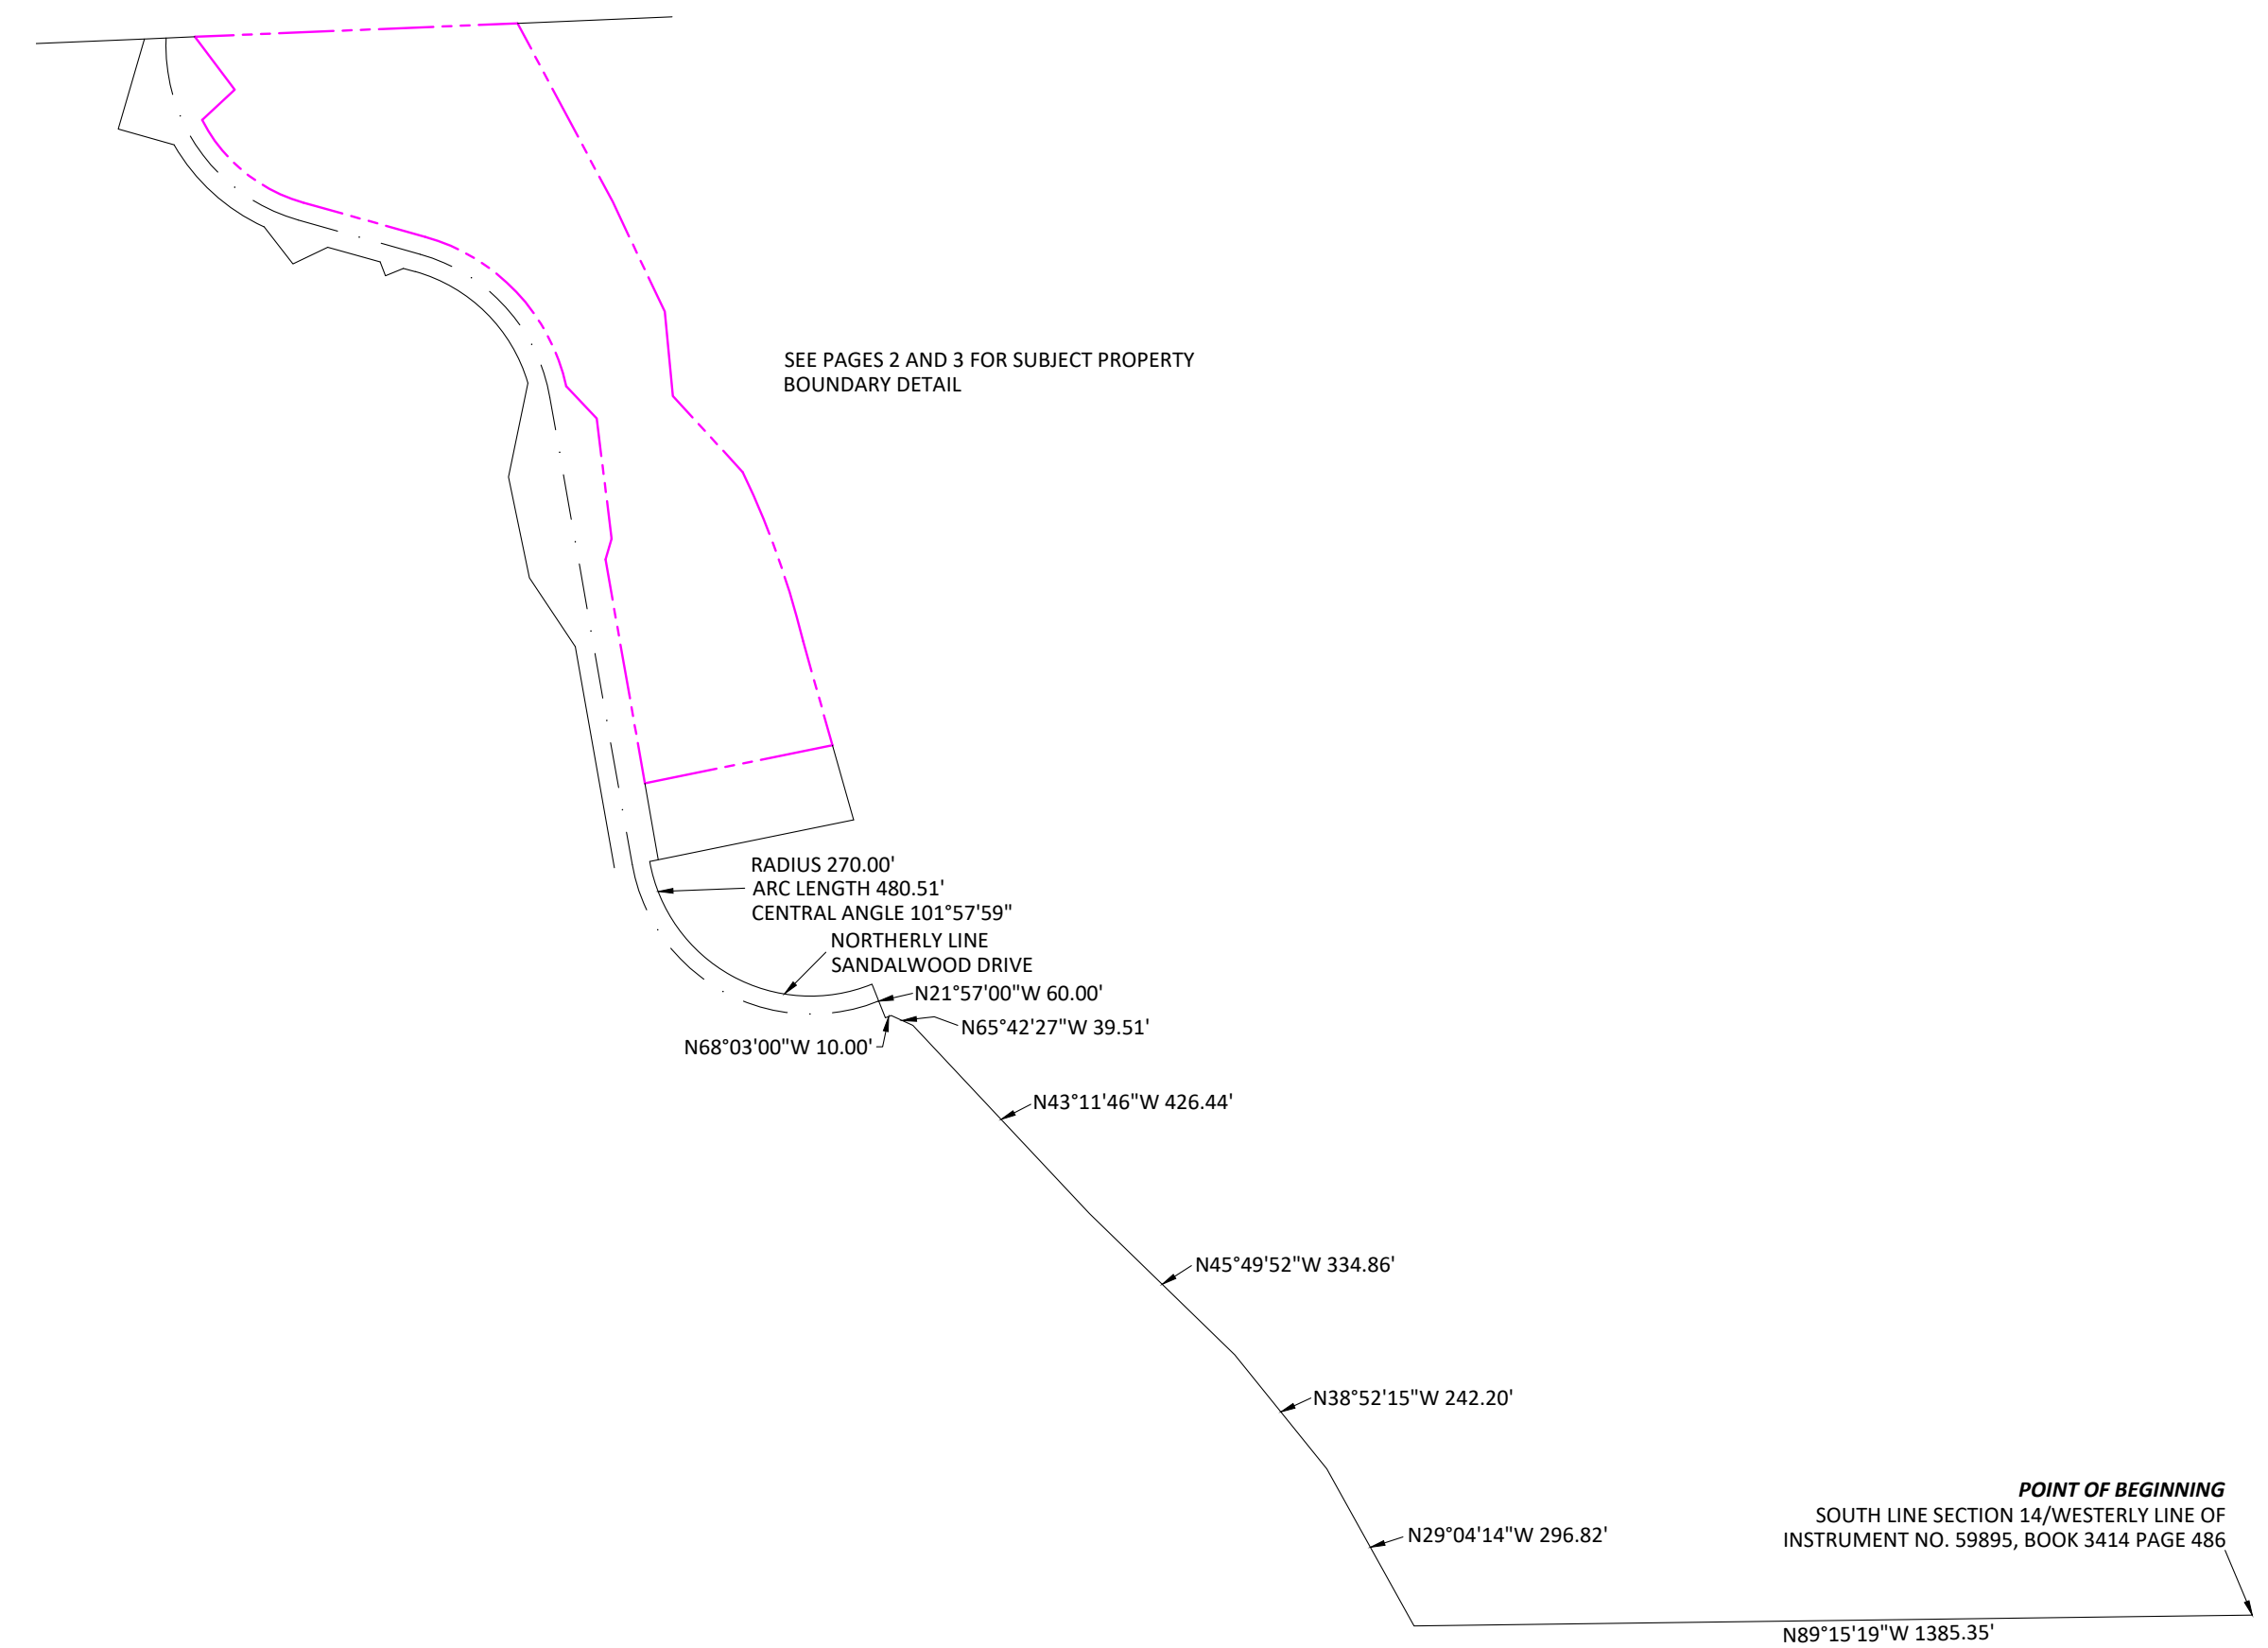 SEE PAGES 2 AND 3 FOR SUBJECT PROPERTY
BOUNDARY DETAIL
RADIUS 270.00'
ARC LENGTH 480.51'
CENTRAL ANGLE 101°57'59"
NORTHERLY LINE
SANDALWOOD DRIVE
N21°57'00"W 60.00'
N65°42'27"W 39.51'
N68°03'00"W 10.00'
N43°11'46"W 426.44'
N45°49'52"W 334.86'
N38°52'15"W 242.20'
POINT OF BEGINNING
SOUTH LINE SECTION 14/WESTERLY LINE OF
INSTRUMENT NO. 59895, BOOK 3414 PAGE 486
N29°04'14"W 296.82'
N89°15'19"W 1385.35'